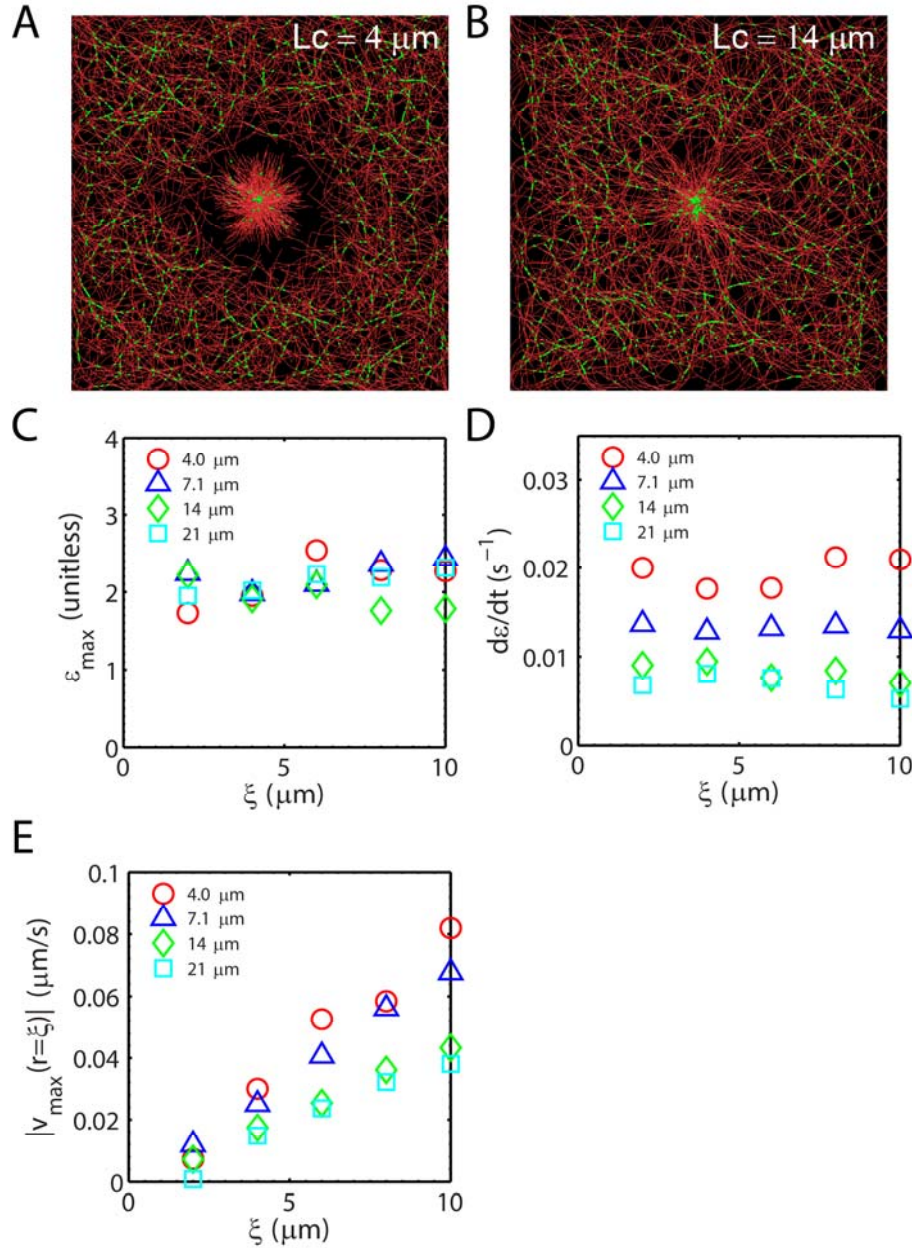 A
Lc = 4 μm
B
Lc = 14 μm
C
4
3
2
1
0
0
5
10
ε_max (unitless)
ξ (μm)
4.0 μm
7.1 μm
14 μm
21 μm
D
0.03
0.02
0.01
0
0
5
10
dε/dt (s⁻¹)
ξ (μm)
4.0 μm
7.1 μm
14 μm
21 μm
E
0.1
0.08
0.06
0.04
0.02
0
0
5
10
|v_max(r=ξ)| (μm/s)
ξ (μm)
4.0 μm
7.1 μm
14 μm
21 μm